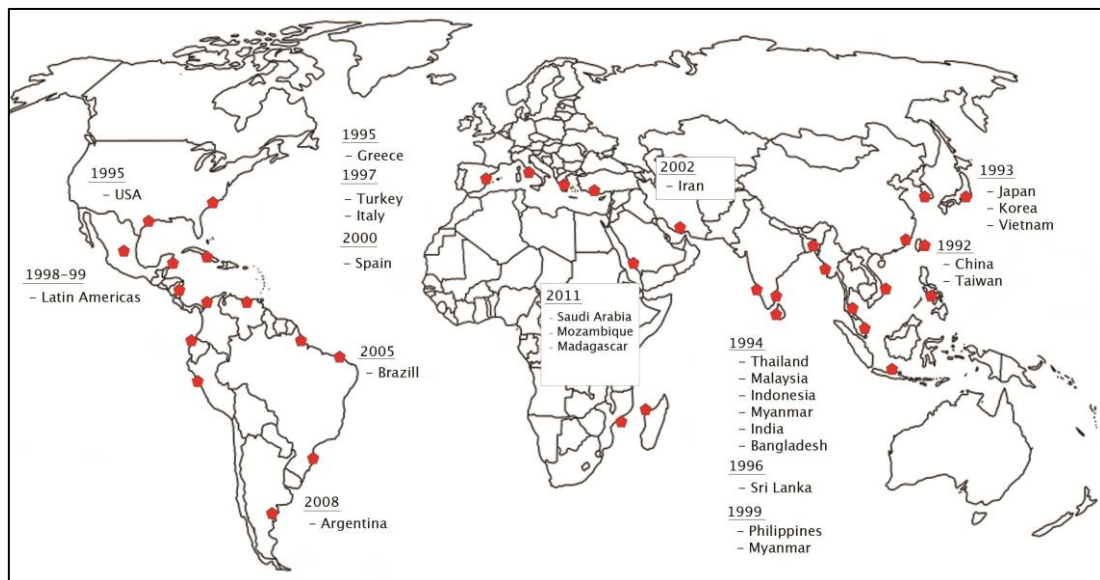 1995
- USA
1998-99
- Latin Americas
1995
- Greece
1997
- Turkey
- Italy
2000
- Spain
2005
- Brazill
2008
- Argentina
2002
- Iran
2011
- Saudi Arabia
- Mozambique
- Madagascar
1993
- Japan
- Korea
- Vietnam
1992
- China
- Taiwan
1994
- Thailand
- Malaysia
- Indonesia
- Myanmar
- India
- Bangladesh
1996
- Sri Lanka
1999
- Philippines
- Myanmar